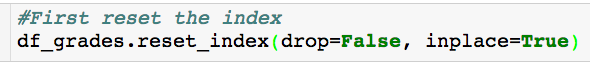 #First reset the index
df_grades.reset_index(drop=False, inplace=True)